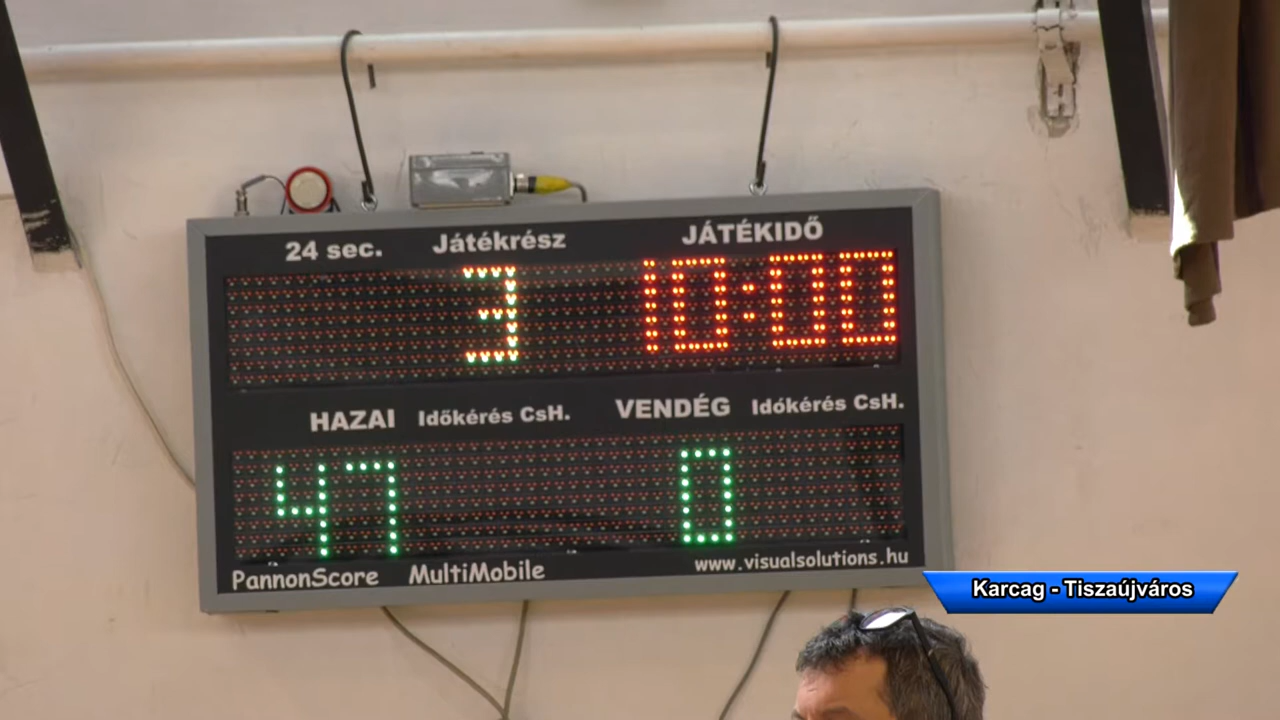 24 sec. Játékrész JÁTÉKIDŐ
3 10:00
HAZAI Időkérés CsH. VENDÉG Idókérés CsH.
47 0
PannonScore MultiMobile www.visualsolutions.hu
Karcag - Tiszaújváros